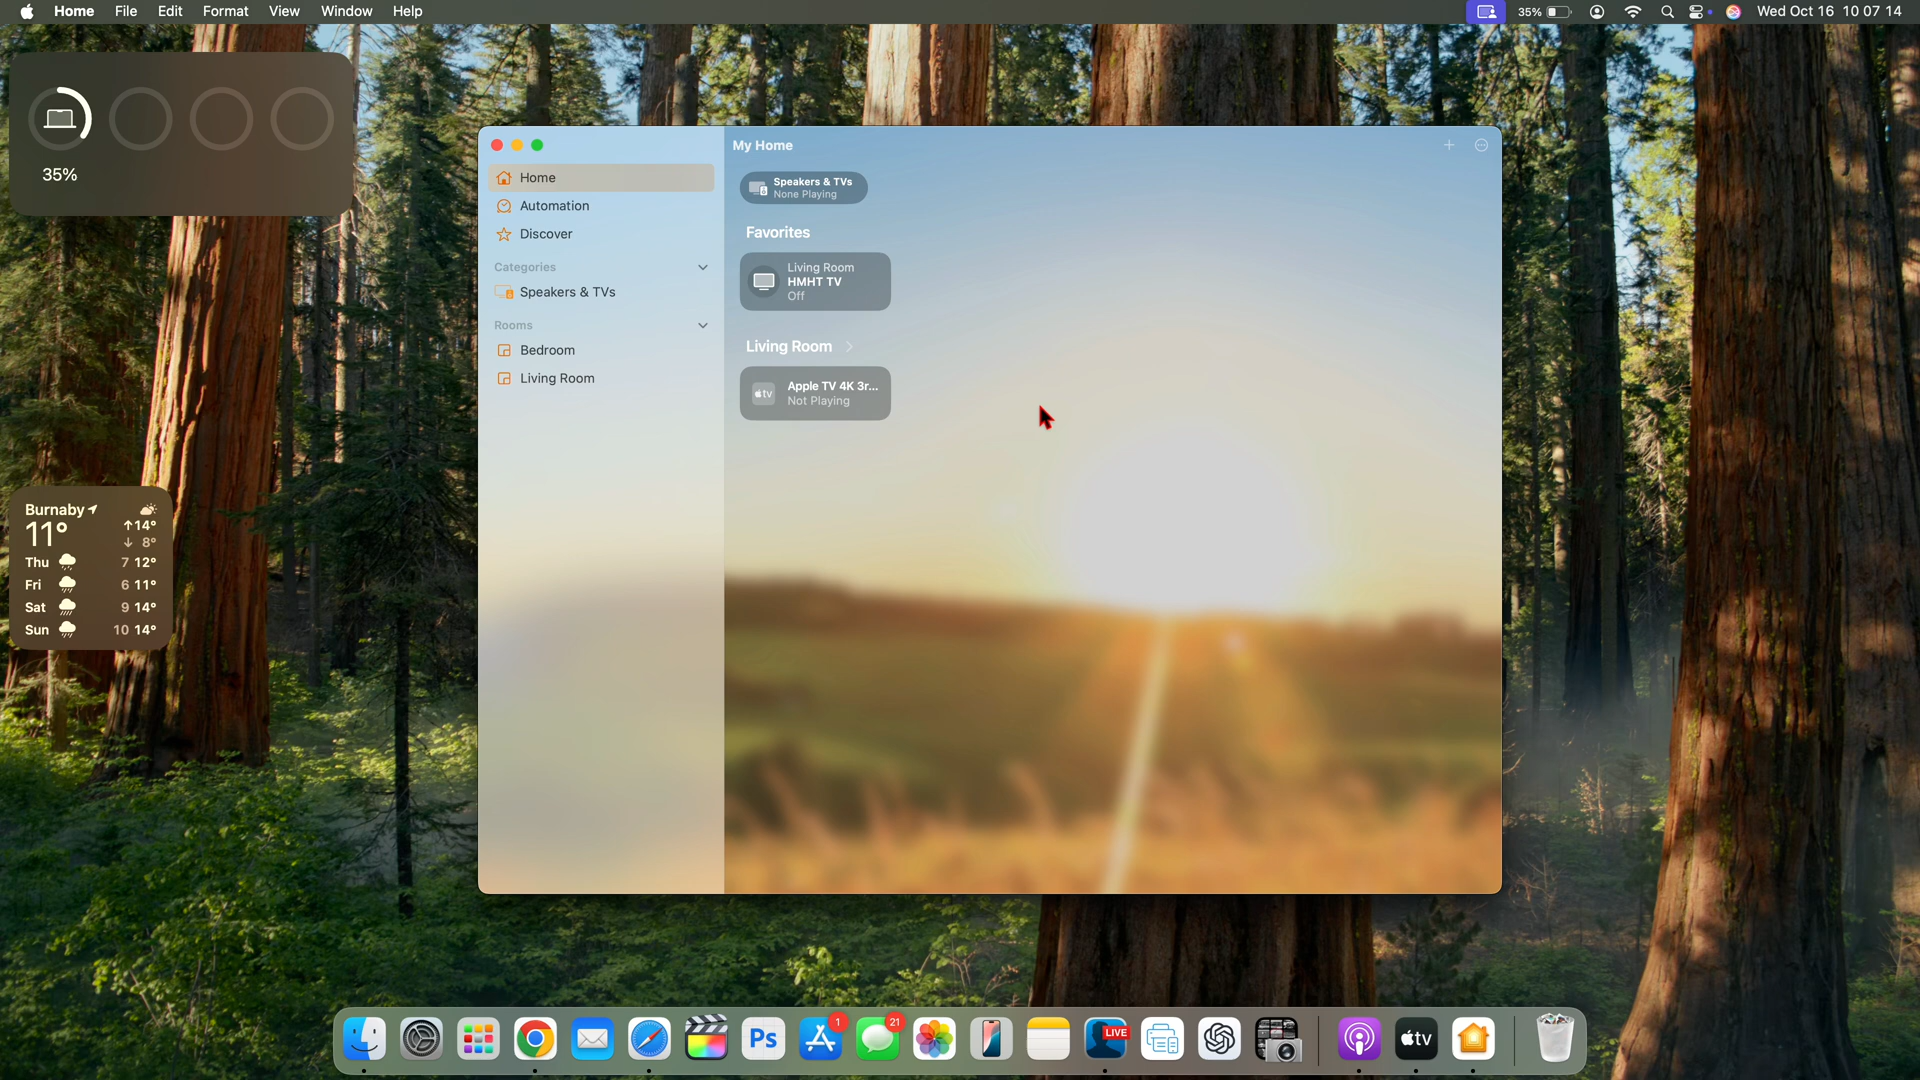 Home File Edit Format View Window Help
35% Wed Oct 16 10 07 14
35%
Burnaby
11°
↑14°
↓ 8°
Thu 7 12°
Fri 6 11°
Sat 9 14°
Sun 10 14°
Home
Automation
Discover
Categories
Speakers & TVs
Rooms
Bedroom
Living Room
My Home
Speakers & TVs
None Playing
Favorites
Living Room
HMHT TV
Off
Living Room
tv
Apple TV 4K 3r...
Not Playing
Ps
1
21
LIVE
tv